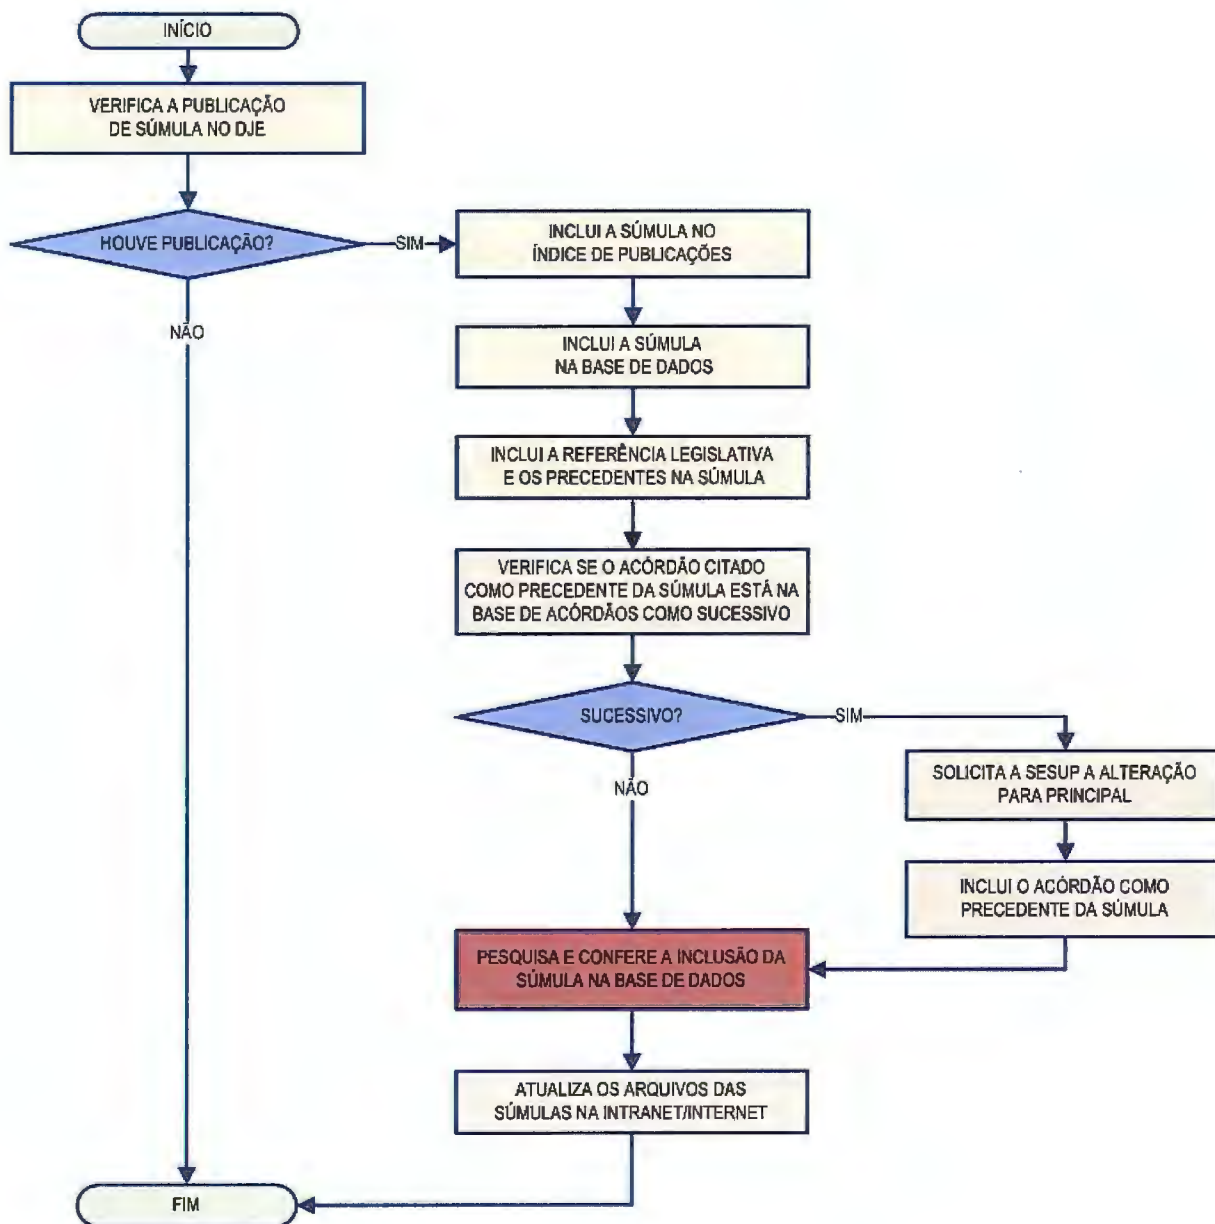 INÍCIO
VERIFICA A PUBLICAÇÃO
DE SÚMULA NO DJE
HOUVE PUBLICAÇÃO?
SIM
INCLUI A SÚMULA NO
ÍNDICE DE PUBLICAÇÕES
NÃO
INCLUI A SÚMULA
NA BASE DE DADOS
INCLUI A REFERÊNCIA LEGISLATIVA
E OS PRECEDENTES NA SÚMULA
VERIFICA SE O ACÓRDÃO CITADO
COMO PRECEDENTE DA SÚMULA ESTÁ NA
BASE DE ACÓRDÃOS COMO SUCESSIVO
SUCESSIVO?
SIM
SOLICITA A SESUP A ALTERAÇÃO
PARA PRINCIPAL
NÃO
INCLUI O ACÓRDÃO COMO
PRECEDENTE DA SÚMULA
PESQUISA E CONFERE A INCLUSÃO DA
SÚMULA NA BASE DE DADOS
ATUALIZA OS ARQUIVOS DAS
SÚMULAS NA INTRANET/INTERNET
FIM